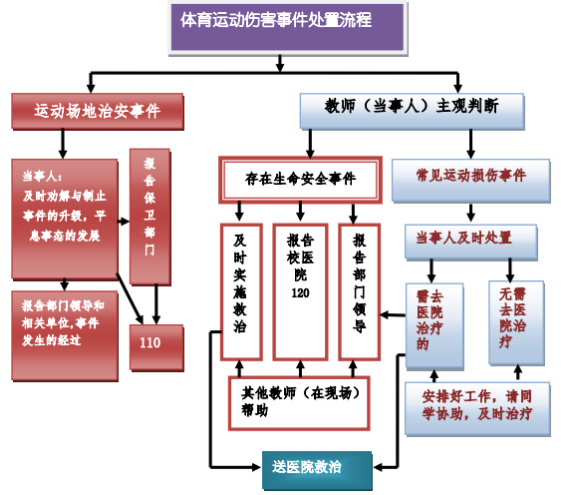 体育运动伤害事件处置流程
运动场地治安事件
教师（当事人）主观判断
当事人：
及时劝解与制止
事件的升级，平
息事态的发展
报告保卫部门
报告部门领导和
相关单位,事件
发生的经过
110
存在生命安全事件
常见运动损伤事件
及时实施救治
报告
校医
院
120
报告部门领导
当事人及时处置
需去
医院
治疗
的
无需
去医
院治
疗
其他教师（在现场）
帮助
安排好工作，请同
学协助，及时治疗
送医院救治